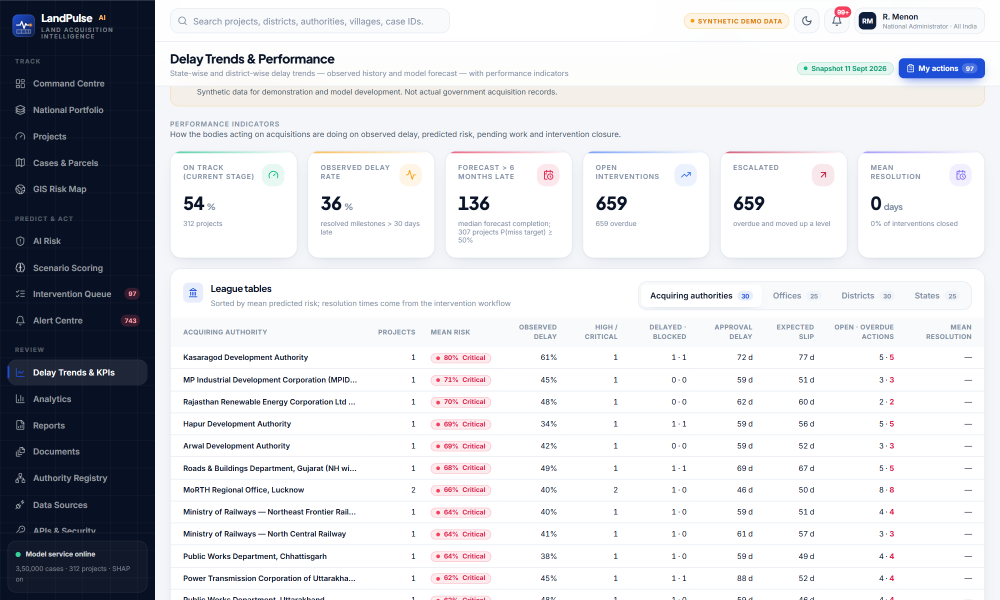 LandPulse AI
LAND ACQUISITION
INTELLIGENCE
TRACK
Command Centre
National Portfolio
Projects
Cases & Parcels
GIS Risk Map
PREDICT & ACT
AI Risk
Scenario Scoring
Intervention Queue 97
Alert Centre 743
REVIEW
Delay Trends & KPIs
Analytics
Reports
Documents
Authority Registry
Data Sources
APIs & Security
Model service online
3,50,000 cases · 312 projects · SHAP
on
Search projects, districts, authorities, villages, case IDs..
SYNTHETIC DEMO DATA
99+
RM
R. Menon
National Administrator · All India
Delay Trends & Performance
State-wise and district-wise delay trends — observed history and model forecast — with performance indicators
Snapshot 11 Sept 2026
My actions 97
Synthetic data for demonstration and model development. Not actual government acquisition records.
PERFORMANCE INDICATORS
How the bodies acting on acquisitions are doing on observed delay, predicted risk, pending work and intervention closure.
ON TRACK
(CURRENT STAGE)
54 %
312 projects
OBSERVED DELAY
RATE
36 %
resolved milestones > 30 days
late
FORECAST > 6
MONTHS LATE
136
median forecast completion;
307 projects P(miss target) ≥
50%
OPEN
INTERVENTIONS
659
659 overdue
ESCALATED
659
overdue and moved up a level
MEAN
RESOLUTION
0 days
0% of interventions closed
League tables
Sorted by mean predicted risk; resolution times come from the intervention workflow
Acquiring authorities 30 Offices 25 Districts 30 States 25
ACQUIRING AUTHORITY PROJECTS MEAN RISK OBSERVED DELAY HIGH / CRITICAL DELAYED · BLOCKED APPROVAL DELAY EXPECTED SLIP OPEN · OVERDUE ACTIONS MEAN RESOLUTION
Kasaragod Development Authority 1 80% Critical 61% 1 1 · 1 72 d 77 d 5 · 5 —
MP Industrial Development Corporation (MPID... 1 71% Critical 45% 1 0 · 0 59 d 51 d 3 · 3 —
Rajasthan Renewable Energy Corporation Ltd ... 1 70% Critical 48% 1 0 · 0 62 d 60 d 2 · 2 —
Hapur Development Authority 1 69% Critical 34% 1 1 · 1 59 d 56 d 5 · 5 —
Arwal Development Authority 1 69% Critical 42% 1 0 · 0 59 d 52 d 3 · 3 —
Roads & Buildings Department, Gujarat (NH wi... 1 68% Critical 49% 1 1 · 1 69 d 67 d 5 · 5 —
MoRTH Regional Office, Lucknow 2 66% Critical 40% 2 1 · 0 46 d 50 d 8 · 8 —
Ministry of Railways — Northeast Frontier Rail... 1 64% Critical 40% 1 1 · 0 59 d 51 d 4 · 4 —
Ministry of Railways — North Central Railway 1 64% Critical 41% 1 1 · 0 61 d 57 d 3 · 3 —
Public Works Department, Chhattisgarh 1 64% Critical 38% 1 1 · 0 59 d 49 d 4 · 4 —
Power Transmission Corporation of Uttarakha... 1 62% Critical 45% 1 1 · 1 88 d 52 d 4 · 4 —
Public Works Department, Uttarakhand 1 62% Critical 48% 1 1 · 0 59 d 46 d 4 · 4 —